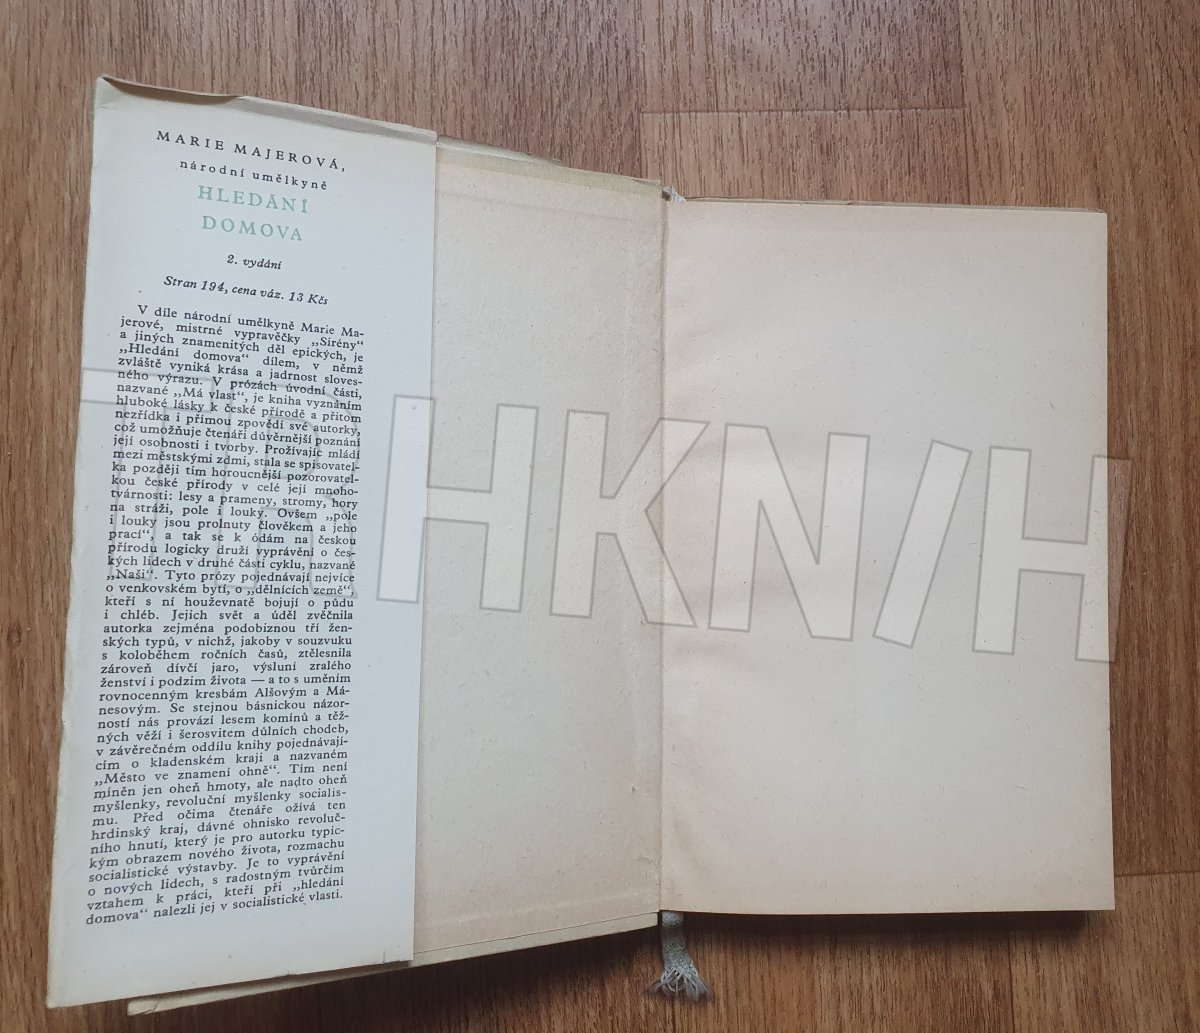 MARIE MAJEROVÁ,
národní umělkyně
HLEDÁNÍ
DOMOVA
2. vydání
Stran 194, cena váz. 13 Kčs
V díle národní umělkyně Marie Ma-
jerové, mistrné vypravěčky „Sirény“
a jiných znamenitých děl epických, je
„Hledání domova“ dílem, v němž
zvláště vyniká krása a jadrnost sloves-
ného výrazu. V prózách úvodní části,
nazvané „Má vlast“, je kniha vyznáním
hluboké lásky k české přírodě a přitom
nezřídka i přímou zpovědí své autorky,
což umožňuje čtenáři důvěrnější poznání
její osobnosti i tvorby. Prožívajíc mládí
mezi městskými zdmi, stala se spisovatel-
ka později tím horoucnější pozorovatel-
kou české přírody v celé její mnoho-
tvárnosti: lesy a prameny, stromy, hory
na stráži, pole i louky. Ovšem „pole
i louky jsou prolnuty člověkem a jeho
prací“, a tak se k ódám na českou
přírodu logicky druží vyprávění o čes-
kých lidech v druhé části cyklu, nazvané
„Naši“. Tyto prózy pojednávají nejvíce
o venkovském bytí, o „dělnících země“,
kteří s ní houževnatě bojují o půdu
i chléb. Jejich svět a úděl zvěčnila
autorka zejména podobiznou tří žen-
ských typů, v nichž, jakoby v souzvuku
s koloběhem ročních časů, ztělesnila
zároveň dívčí jaro, výsluní zralého
ženství i podzim života — a to s uměním
rovnocenným kresbám Alšovým a Má-
nesovým. Se stejnou básnickou názor-
ností nás provází lesem komínů a těž-
ných věží i šerosvitem důlních chodeb,
v závěrečném oddílu knihy pojednávají-
cím o kladenském kraji a nazvaném
„Město ve znamení ohně“. Tím není
míněn jen oheň hmoty, ale nadto oheň
myšlenky, revoluční myšlenky socialis-
mu. Před očima čtenáře ožívá ten
hrdinský kraj, dávné ohnisko revoluč-
ního hnutí, který je pro autorku typic-
kým obrazem nového života, rozmachu
socialistické výstavby. Je to vyprávění
o nových lidech, s radostným tvůrčím
vztahem k práci, kteří při „hledání
domova“ nalezli jej v socialistické vlasti.
TRHKNIH